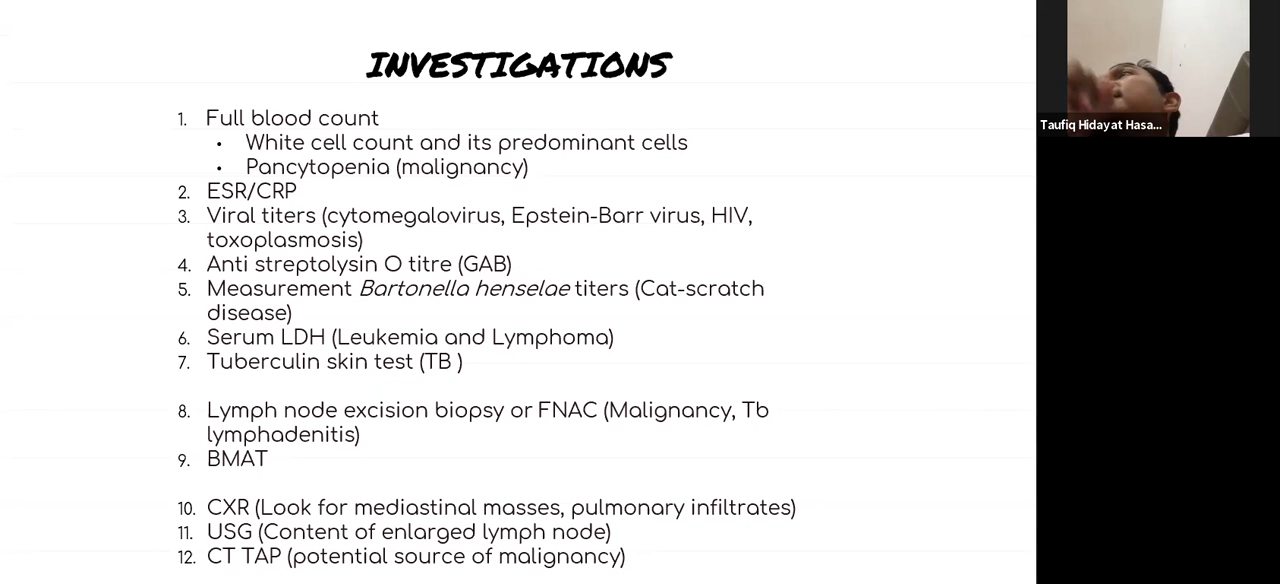 INVESTIGATIONS
1. Full blood count
• White cell count and its predominant cells
• Pancytopenia (malignancy)
2. ESR/CRP
3. Viral titers (cytomegalovirus, Epstein-Barr virus, HIV,
toxoplasmosis)
4. Anti streptolysin O titre (GAB)
5. Measurement Bartonella henselae titers (Cat-scratch
disease)
6. Serum LDH (Leukemia and Lymphoma)
7. Tuberculin skin test (TB )
8. Lymph node excision biopsy or FNAC (Malignancy, Tb
lymphadenitis)
9. BMAT
10. CXR (Look for mediastinal masses, pulmonary infiltrates)
11. USG (Content of enlarged lymph node)
12. CT TAP (potential source of malignancy)
Taufiq Hidayat Hasa...